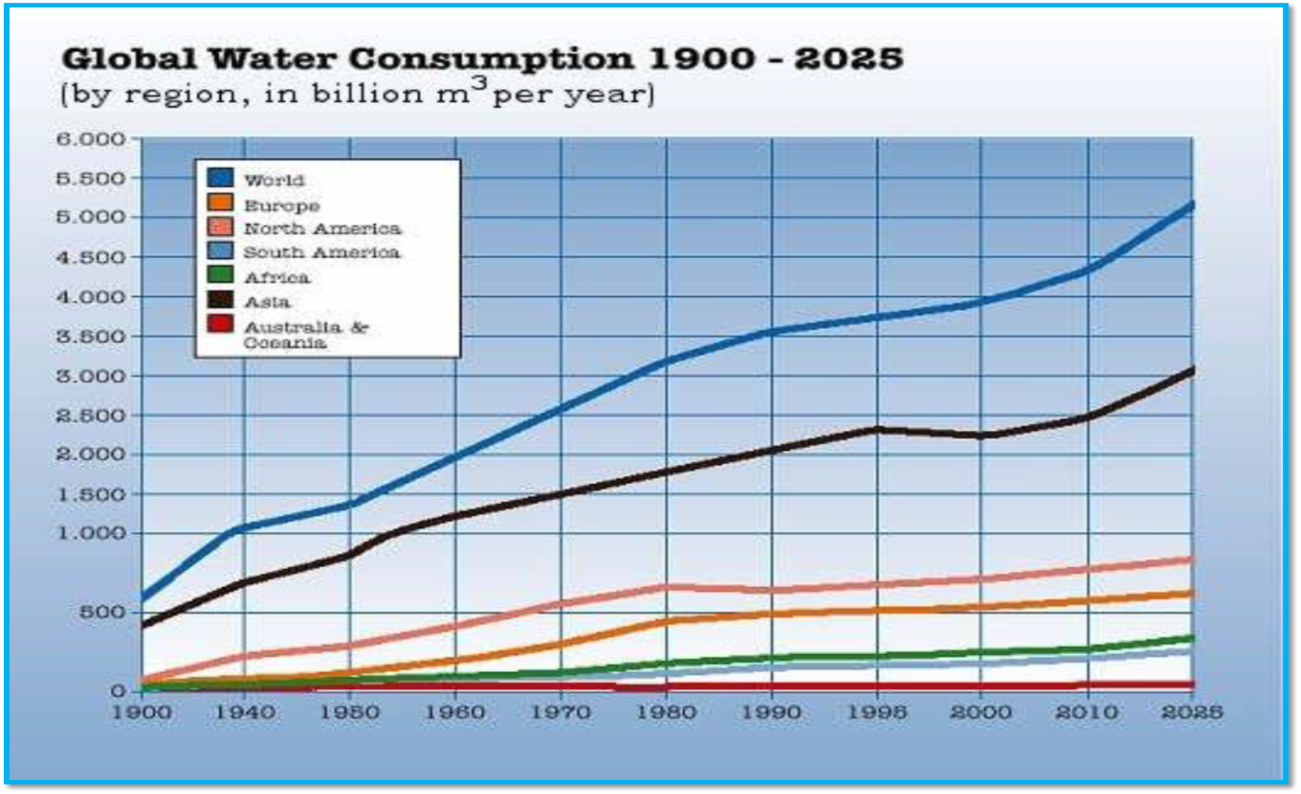 Global Water Consumption 1900 - 2025
(by region, in billion m³ per year)
6.000
5.500
5.000
4.500
4.000
3.500
3.000
2.500
2.000
1.500
1.000
500
0
World
Europe
North America
South America
Africa
Asia
Australia &
Oceania
1900 1940 1950 1960 1970 1980 1990 1995 2000 2010 2025